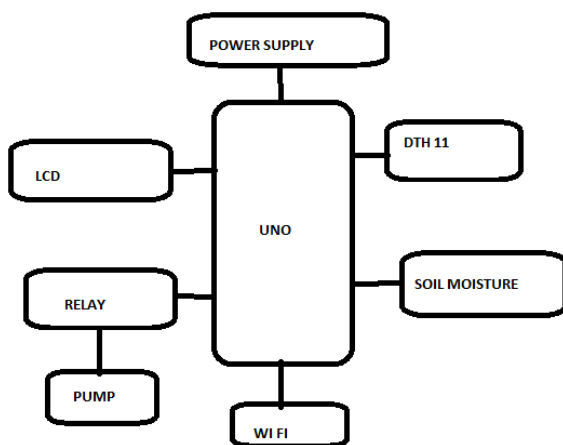 POWER SUPPLY
DTH 11
LCD
UNO
SOIL MOISTURE
RELAY
PUMP
WI FI